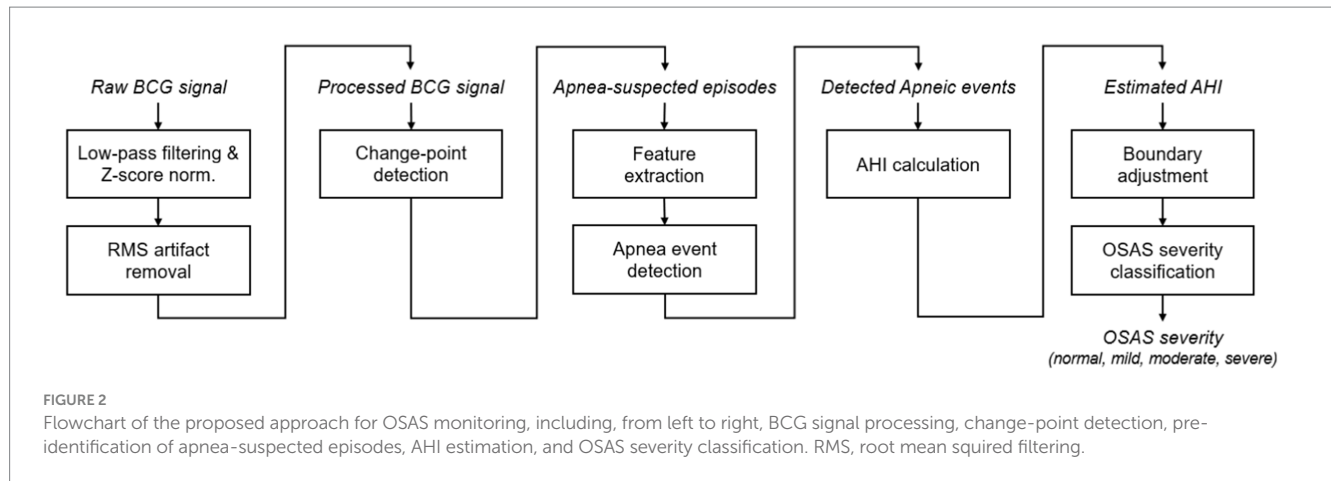 Raw BCG signal
Low-pass filtering &
Z-score norm.
RMS artifact
removal
Processed BCG signal
Change-point
detection
Apnea-suspected episodes
Feature
extraction
Apnea event
detection
Detected Apneic events
AHI calculation
Estimated AHI
Boundary
adjustment
OSAS severity
classification
OSAS severity
(normal, mild, moderate, severe)
FIGURE 2
Flowchart of the proposed approach for OSAS monitoring, including, from left to right, BCG signal processing, change-point detection, pre-
identification of apnea-suspected episodes, AHI estimation, and OSAS severity classification. RMS, root mean squired filtering.